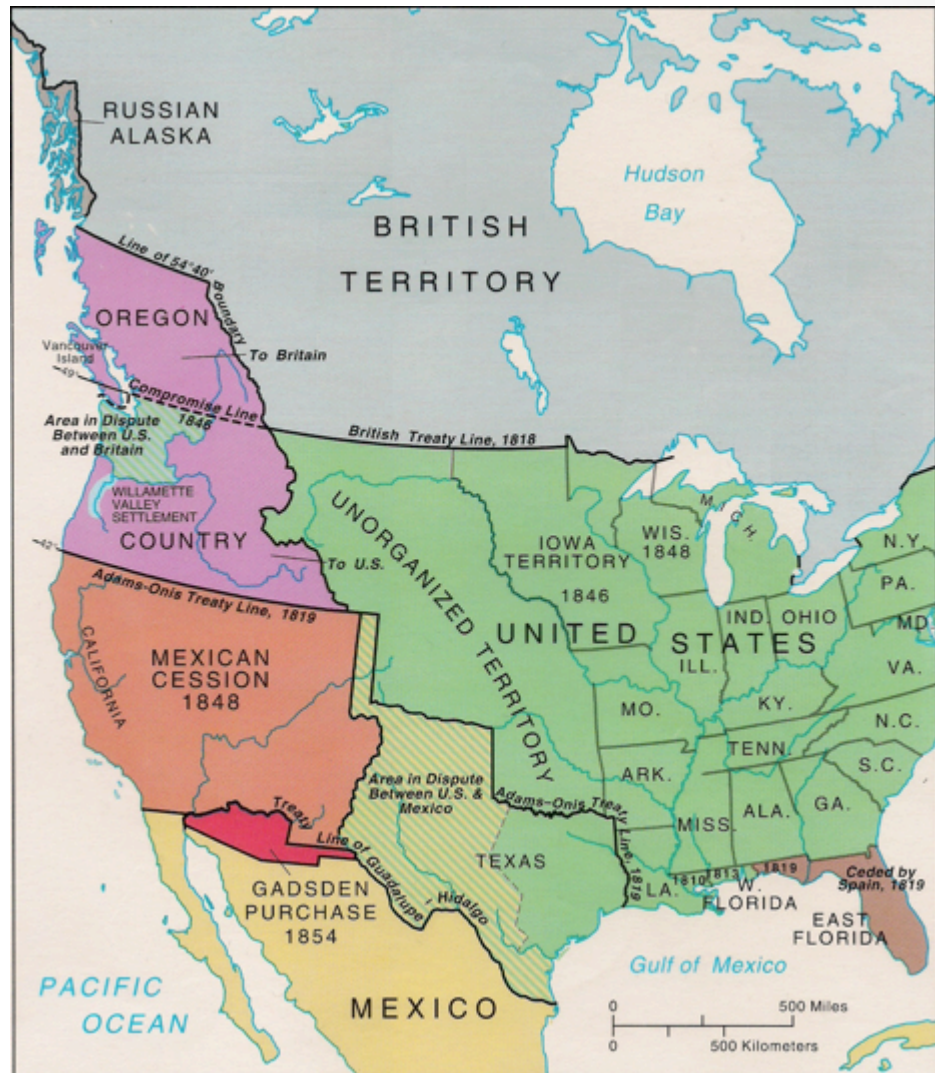 RUSSIAN
ALASKA
Hudson
Bay
BRITISH
TERRITORY
Line of 54°40'
Boundary
OREGON
Vancouver
Island
To Britain
49°
Compromise Line
1846
Area in Dispute
Between U.S.
and Britain
British Treaty Line, 1818
WILLAMETTE
VALLEY
SETTLEMENT
COUNTRY
To U.S.
42°
Adams-Onis Treaty Line, 1819
UNORGANIZED TERRITORY
IOWA
TERRITORY
1846
WIS.
1848
MICH.
N.Y.
PA.
MD.
VA.
N.C.
S.C.
IND.
OHIO
UNITED STATES
ILL.
KY.
MO.
TENN.
ARK.
MISS.
ALA.
GA.
CALIFORNIA
MEXICAN
CESSION
1848
Area in Dispute
Between U.S. &
Mexico
Adams-Onis Treaty
Line, 1819
TEXAS
LA.
1810
1813
1819
W.
FLORIDA
Ceded by
Spain, 1819
EAST
FLORIDA
Treaty
Line of Guadalupe
Hidalgo
GADSDEN
PURCHASE
1854
Gulf of Mexico
PACIFIC
OCEAN
MEXICO
0 500 Miles
0 500 Kilometers